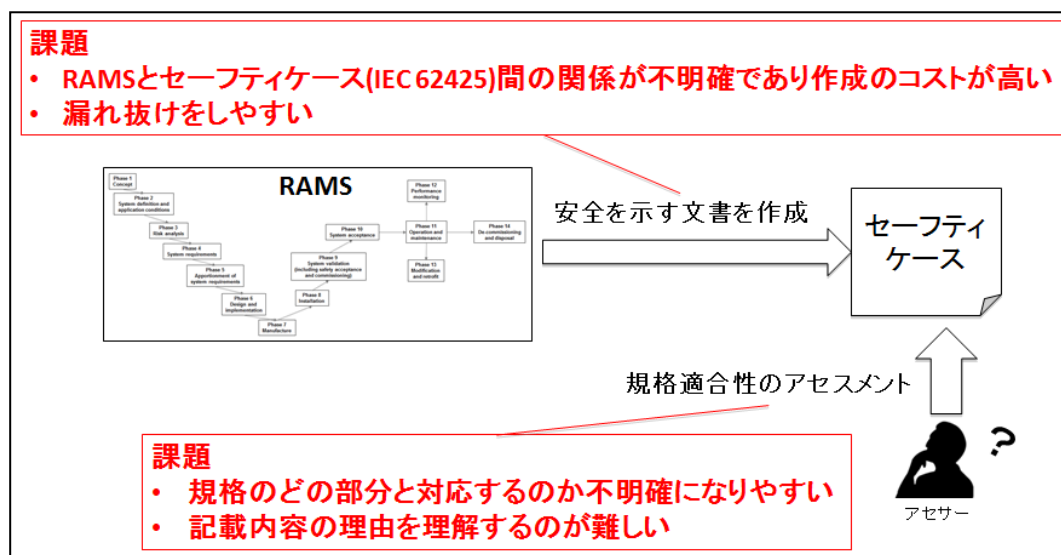 課題
• RAMSとセーフティケース(IEC 62425)間の関係が不明確であり作成のコストが高い
• 漏れ抜けをしやすい
RAMS
Phase 1
Concept
Phase 2
System definition and
application conditions
Phase 3
Risk analysis
Phase 4
System requirements
Phase 5
Apportionment of
system requirements
Phase 6
Design and
implementation
Phase 7
Manufacture
Phase 8
Installation
Phase 9
System validation
(including safety acceptance
and commissioning)
Phase 10
System acceptance
Phase 11
Operation and
maintenance
Phase 12
Performance
monitoring
Phase 13
Modification
and retrofit
Phase 14
De-commissioning
and disposal
安全を示す文書を作成
セーフティ
ケース
規格適合性のアセスメント
?
アセサー
課題
• 規格のどの部分と対応するのか不明確になりやすい
• 記載内容の理由を理解するのが難しい